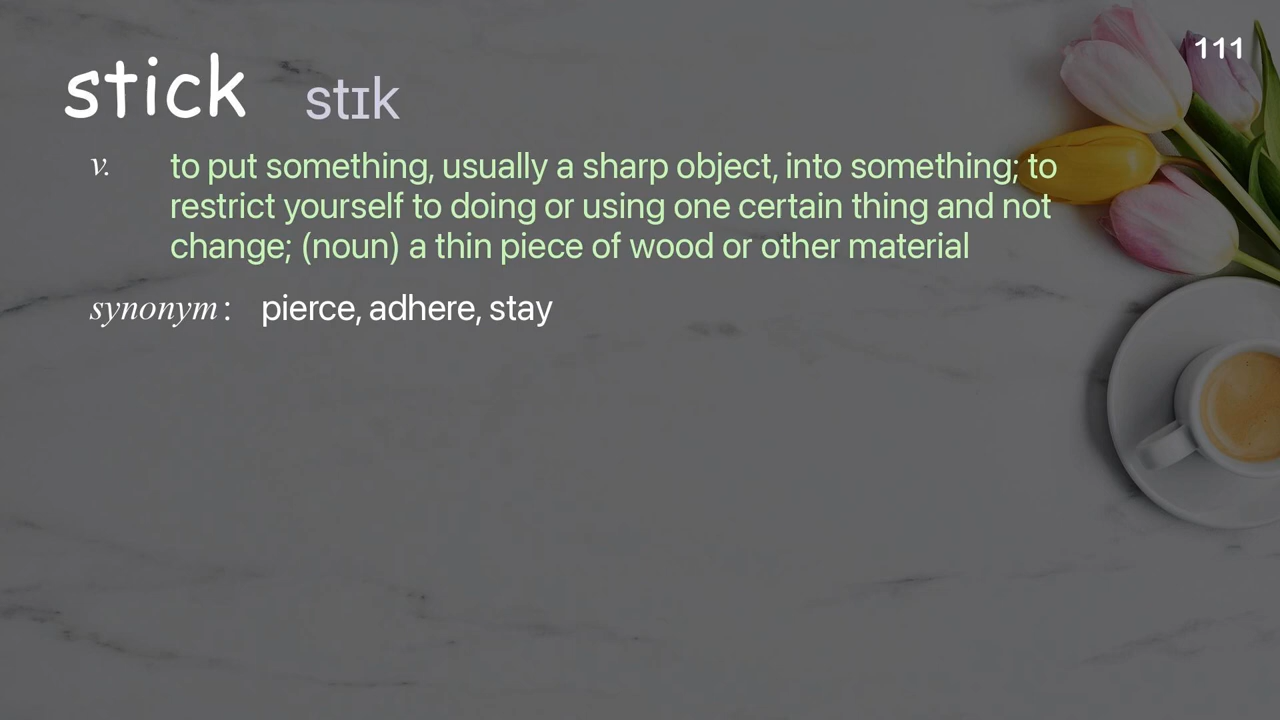 111
stick stɪk
v. to put something, usually a sharp object, into something; to
restrict yourself to doing or using one certain thing and not
change; (noun) a thin piece of wood or other material
synonym : pierce, adhere, stay